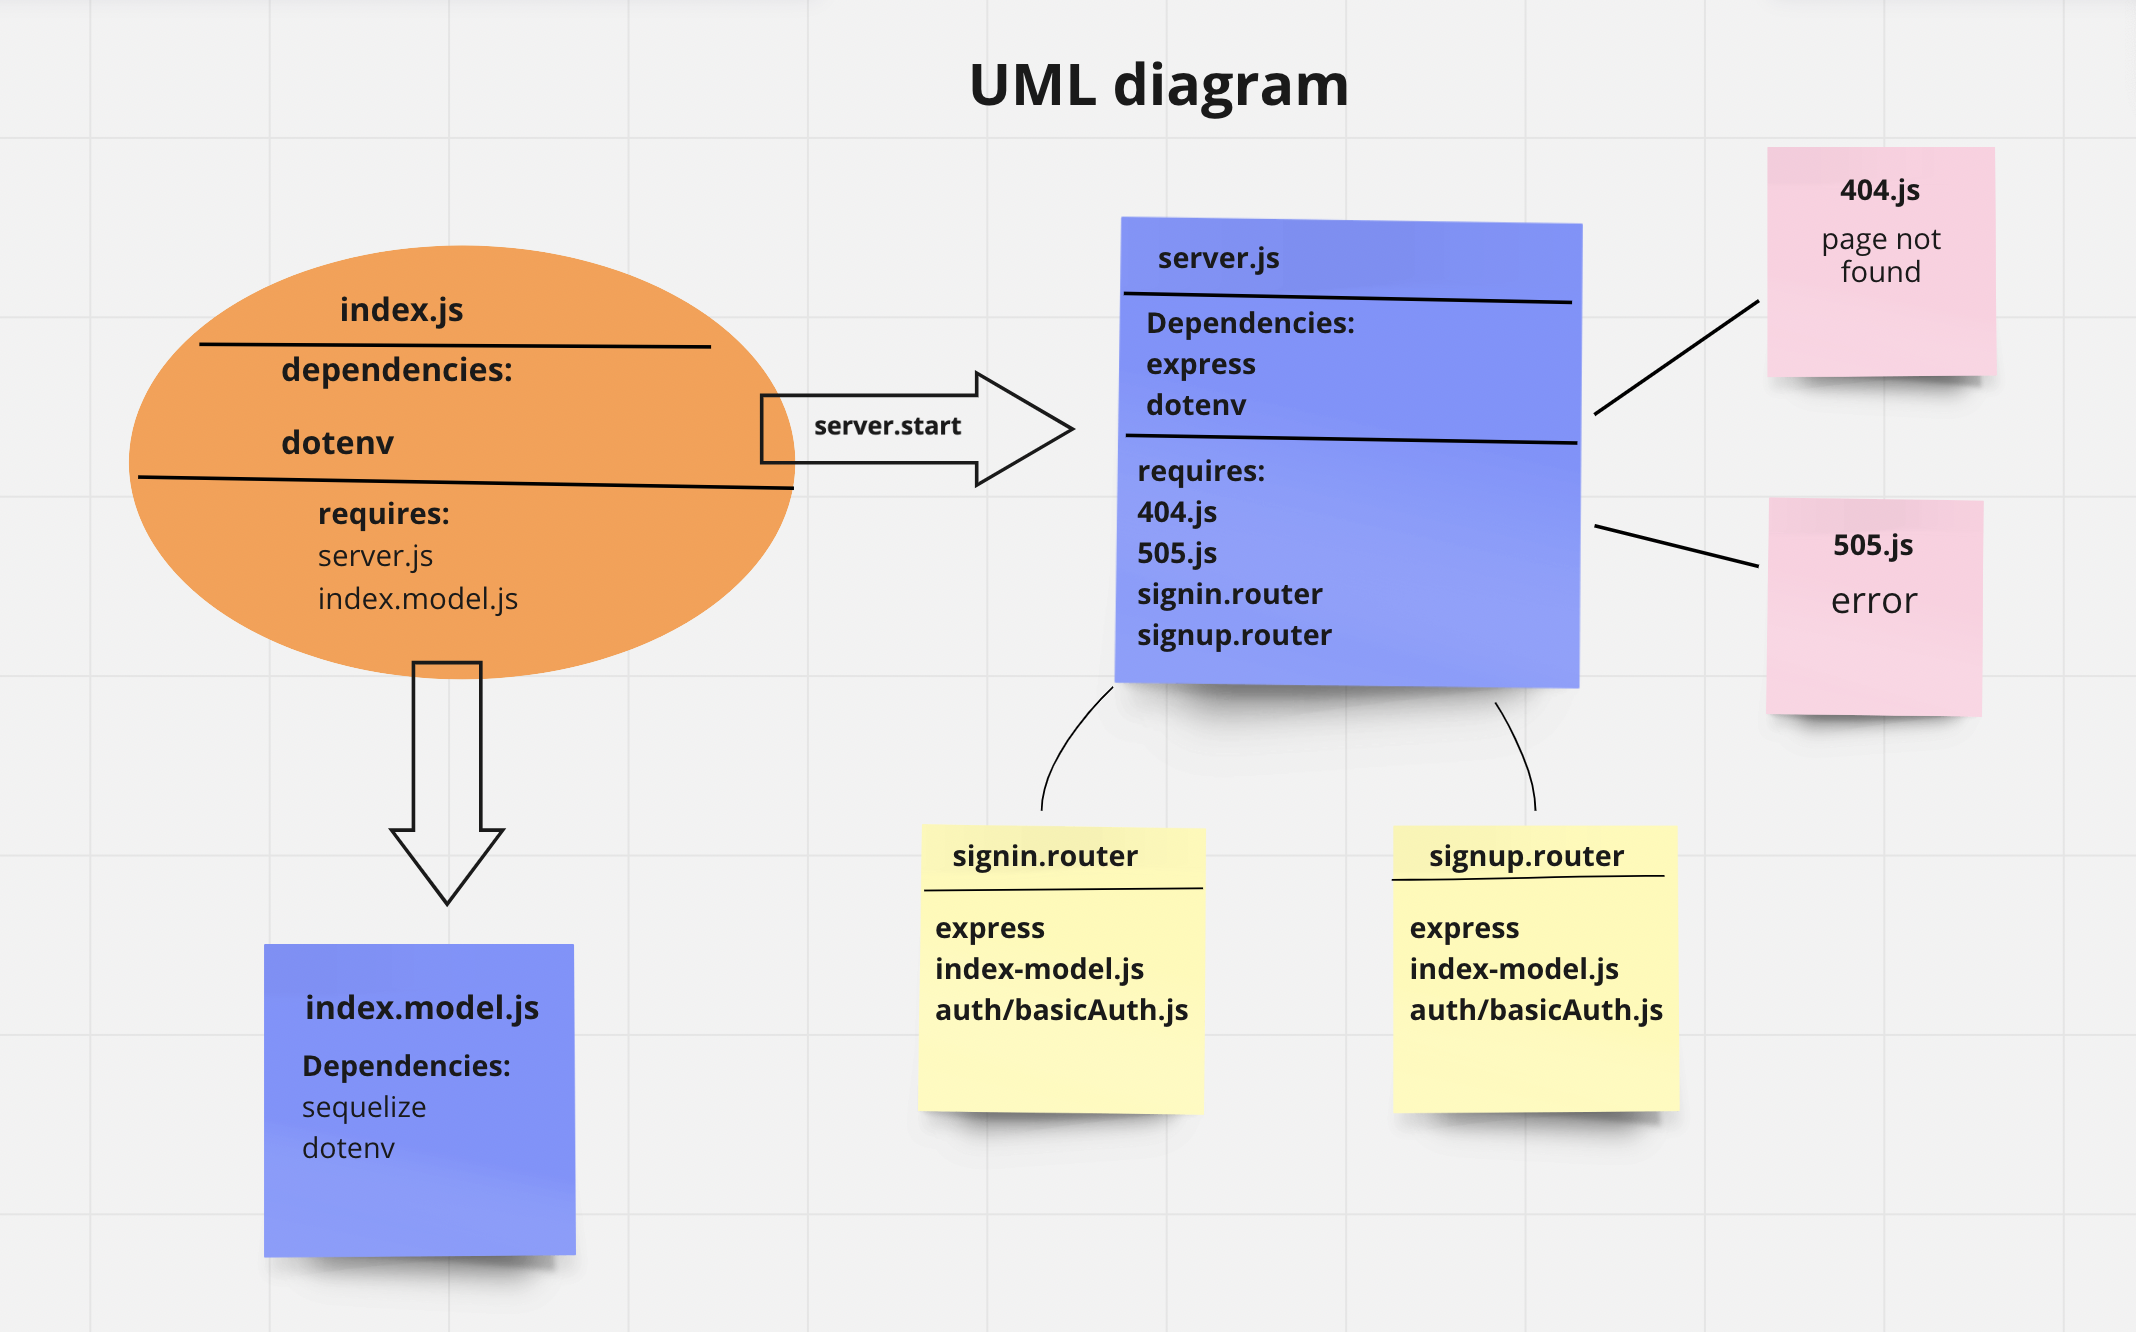 UML diagram
index.js
dependencies:
dotenv
requires:
server.js
index.model.js
server.start
server.js
Dependencies:
express
dotenv
requires:
404.js
505.js
signin.router
signup.router
404.js
page not
found
505.js
error
index.model.js
Dependencies:
sequelize
dotenv
signin.router
express
index-model.js
auth/basicAuth.js
signup.router
express
index-model.js
auth/basicAuth.js